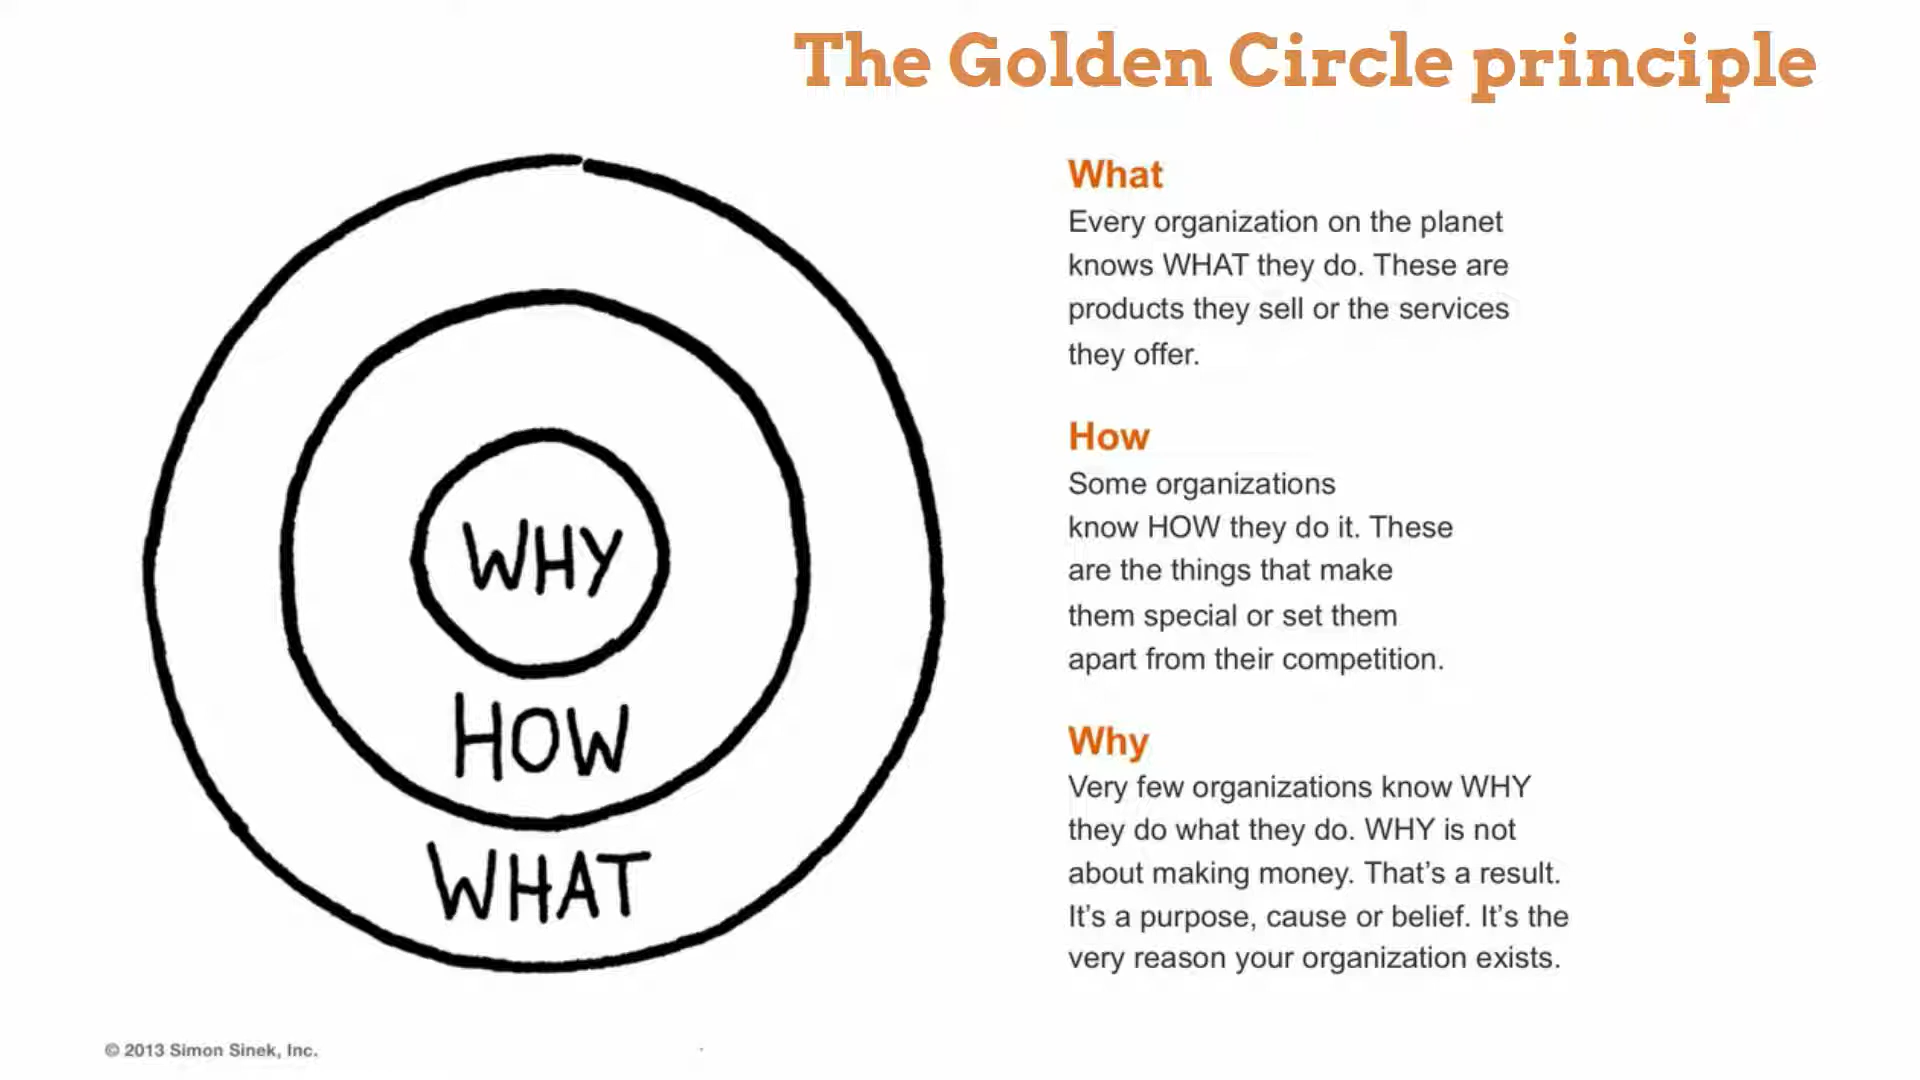 The Golden Circle principle
WHY
HOW
WHAT
What
Every organization on the planet
knows WHAT they do. These are
products they sell or the services
they offer.
How
Some organizations
know HOW they do it. These
are the things that make
them special or set them
apart from their competition.
Why
Very few organizations know WHY
they do what they do. WHY is not
about making money. That’s a result.
It’s a purpose, cause or belief. It’s the
very reason your organization exists.
© 2013 Simon Sinek, Inc.